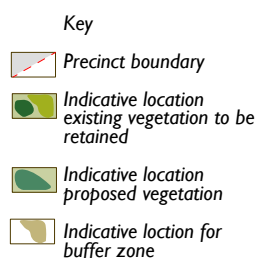 Key
Precinct boundary
Indicative location
existing vegetation to be
retained
Indicative location
proposed vegetation
Indicative loction for
buffer zone